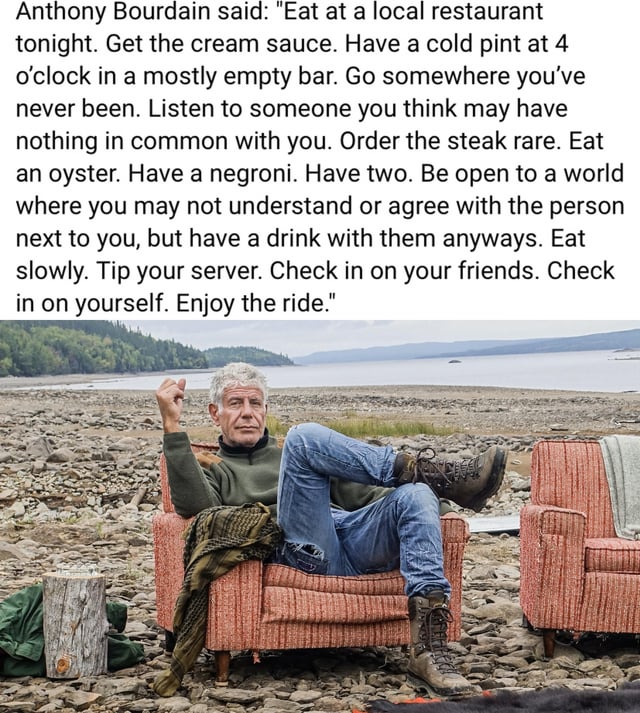 Anthony Bourdain said: "Eat at a local restaurant
tonight. Get the cream sauce. Have a cold pint at 4
o'clock in a mostly empty bar. Go somewhere you've
never been. Listen to someone you think may have
nothing in common with you. Order the steak rare. Eat
an oyster. Have a negroni. Have two. Be open to a world
where you may not understand or agree with the person
next to you, but have a drink with them anyways. Eat
slowly. Tip your server. Check in on your friends. Check
in on yourself. Enjoy the ride."